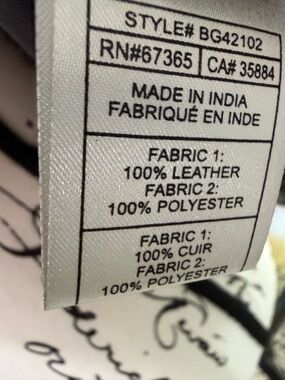 STYLE# BG42102
RN#67365 CA# 35884
MADE IN INDIA
FABRIQUÉ EN INDE
FABRIC 1:
100% LEATHER
FABRIC 2:
100% POLYESTER
FABRIC 1:
100% CUIR
FABRIC 2:
100% POLYESTER